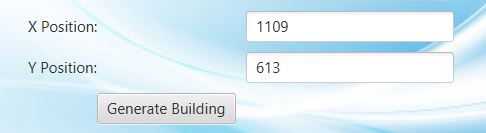 X Position: 1109
Y Position: 613
Generate Building